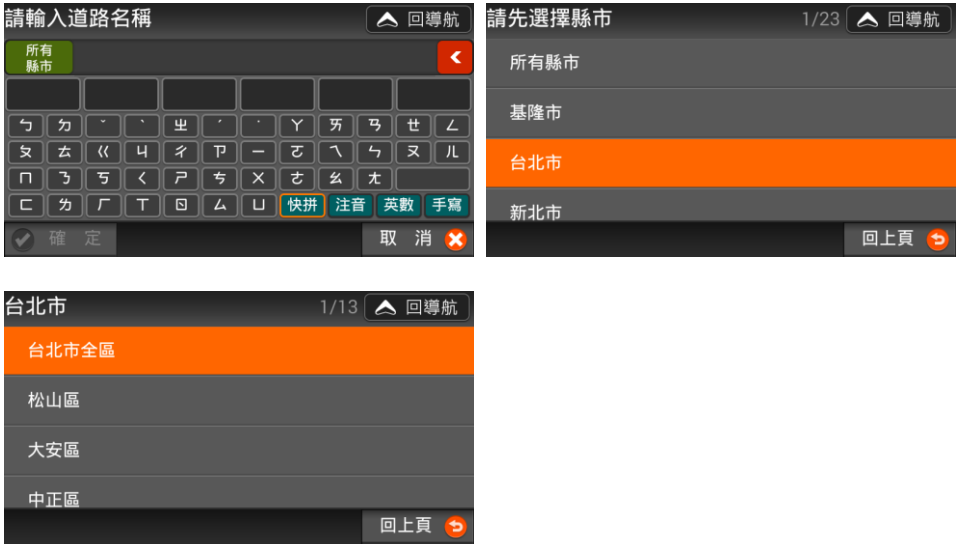 請輸入道路名稱
回導航
所有
縣市
ㄅ ㄉ ˇ ˋ ㄓ ˊ ˙ ㄚ ㄞ ㄢ ㄝ ㄥ
ㄆ ㄊ ㄍ ㄐ ㄔ ㄗ ㄧ ㄛ ㄟ ㄣ ㄡ ㄦ
ㄇ ㄋ ㄎ ㄑ ㄕ ㄘ ㄨ ㄜ ㄠ ㄤ
ㄈ ㄌ ㄏ ㄒ ㄖ ㄙ ㄩ 快拼 注音 英數 手寫
確 定
取 消
請先選擇縣市
1/23
回導航
所有縣市
基隆市
台北市
新北市
回上頁
台北市
1/13
回導航
台北市全區
松山區
大安區
中正區
回上頁